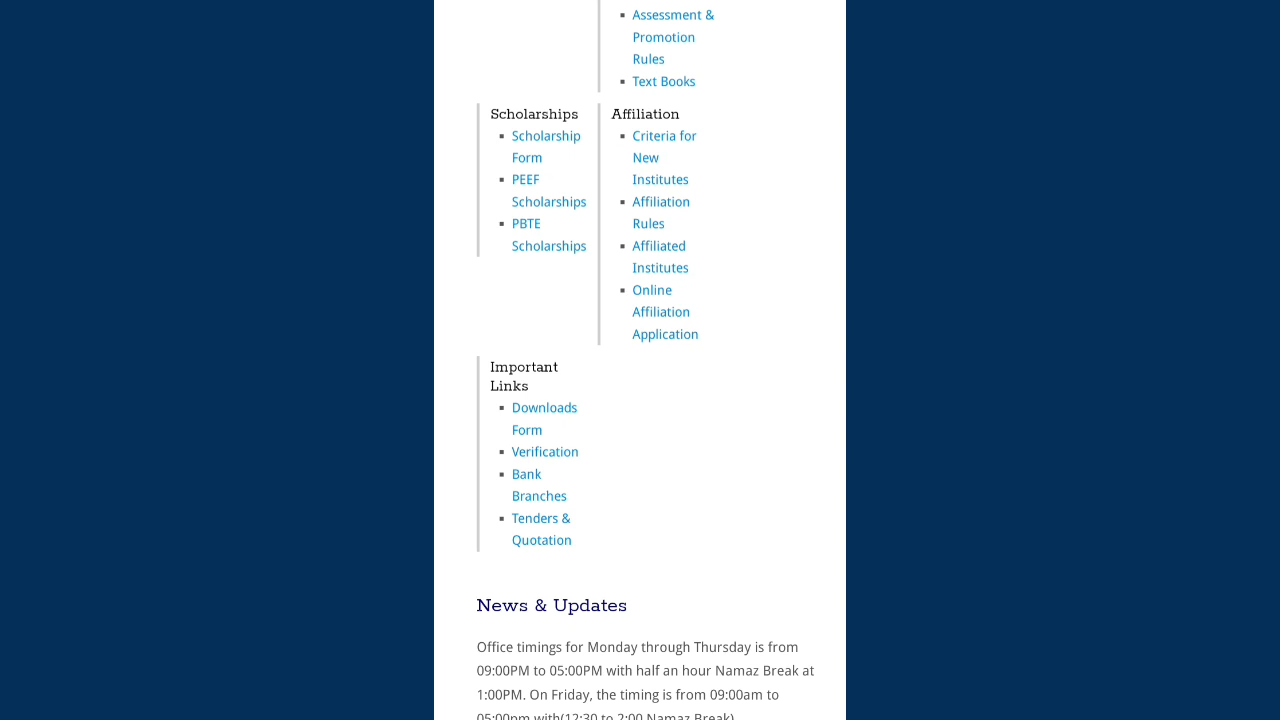 Assessment &
Promotion
Rules
Text Books
Scholarships
Scholarship
Form
PEEF
Scholarships
PBTE
Scholarships
Affiliation
Criteria for
New
Institutes
Affiliation
Rules
Affiliated
Institutes
Online
Affiliation
Application
Important
Links
Downloads
Form
Verification
Bank
Branches
Tenders &
Quotation
News & Updates
Office timings for Monday through Thursday is from
09:00PM to 05:00PM with half an hour Namaz Break at
1:00PM. On Friday, the timing is from 09:00am to
05:00pm with(12:30 to 2:00 Namaz Break)